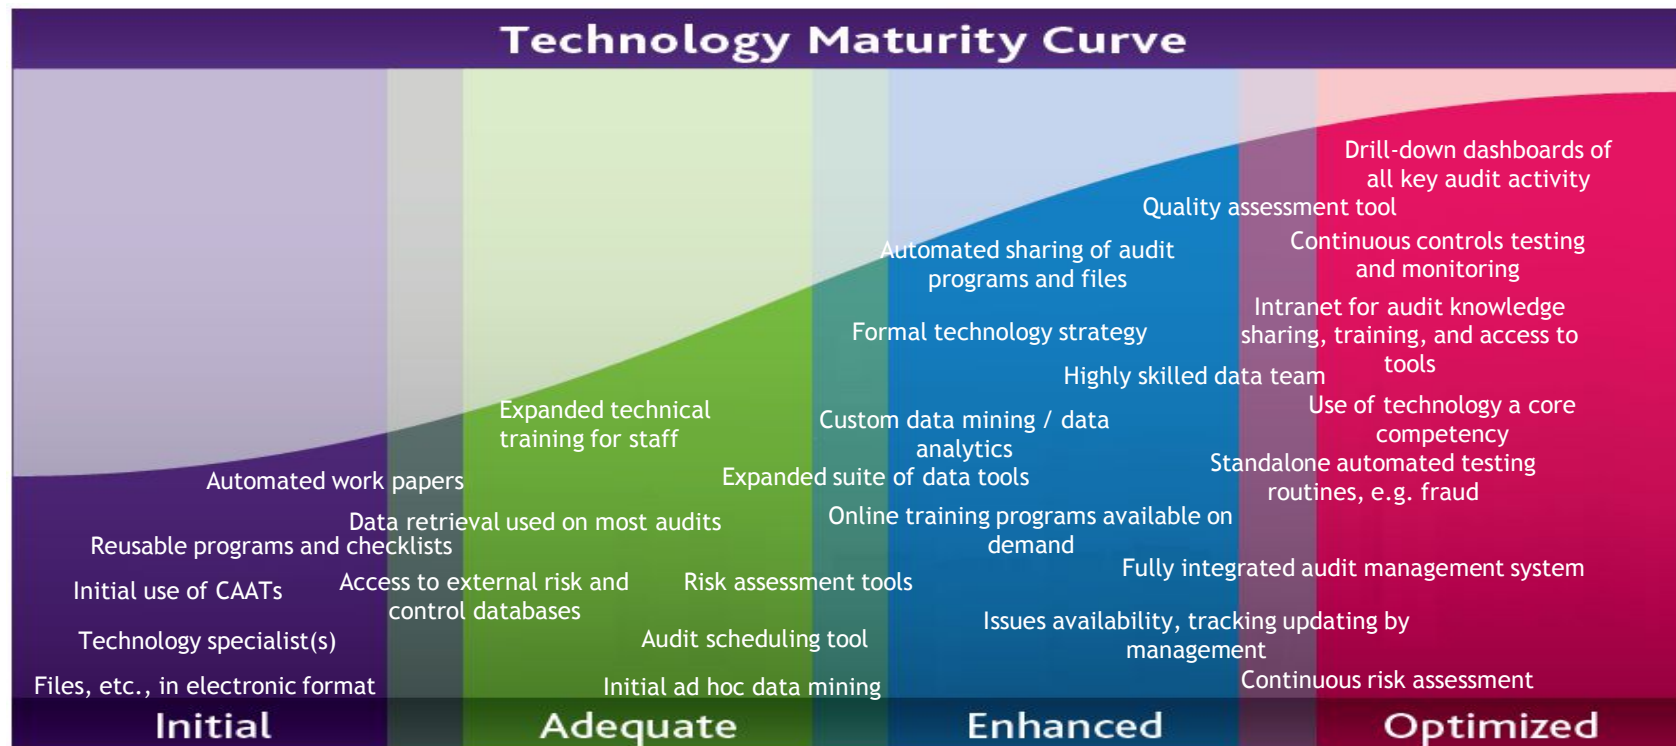 Technology Maturity Curve
Drill-down dashboards of
all key audit activity
Quality assessment tool
Automated sharing of audit
programs and files
Continuous controls testing
and monitoring
Formal technology strategy
Intranet for audit knowledge
sharing, training, and access to
tools
Highly skilled data team
Expanded technical
training for staff
Custom data mining / data
analytics
Use of technology a core
competency
Automated work papers
Expanded suite of data tools
Standalone automated testing
routines, e.g. fraud
Data retrieval used on most audits
Online training programs available on
demand
Reusable programs and checklists
Initial use of CAATs
Access to external risk and
control databases
Risk assessment tools
Fully integrated audit management system
Technology specialist(s)
Audit scheduling tool
Issues availability, tracking updating by
management
Files, etc., in electronic format
Initial ad hoc data mining
Continuous risk assessment
Initial
Adequate
Enhanced
Optimized